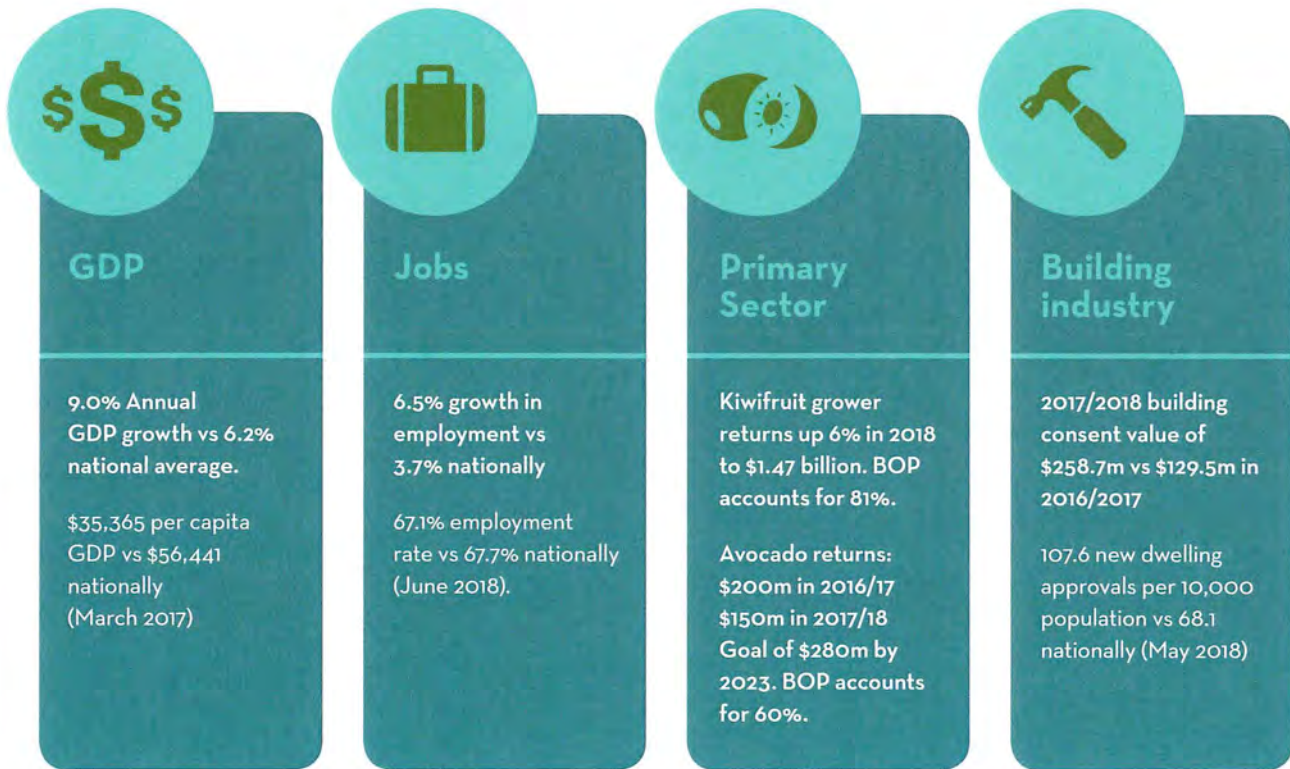 $$$
GDP
9.0% Annual
GDP growth vs 6.2%
national average.
$35,365 per capita
GDP vs $56,441
nationally
(March 2017)
Jobs
6.5% growth in
employment vs
3.7% nationally
67.1% employment
rate vs 67.7% nationally
(June 2018).
Primary
Sector
Kiwifruit grower
returns up 6% in 2018
to $1.47 billion. BOP
accounts for 81%.
Avocado returns:
$200m in 2016/17
$150m in 2017/18
Goal of $280m by
2023. BOP accounts
for 60%.
Building
industry
2017/2018 building
consent value of
$258.7m vs $129.5m in
2016/2017
107.6 new dwelling
approvals per 10,000
population vs 68.1
nationally (May 2018)